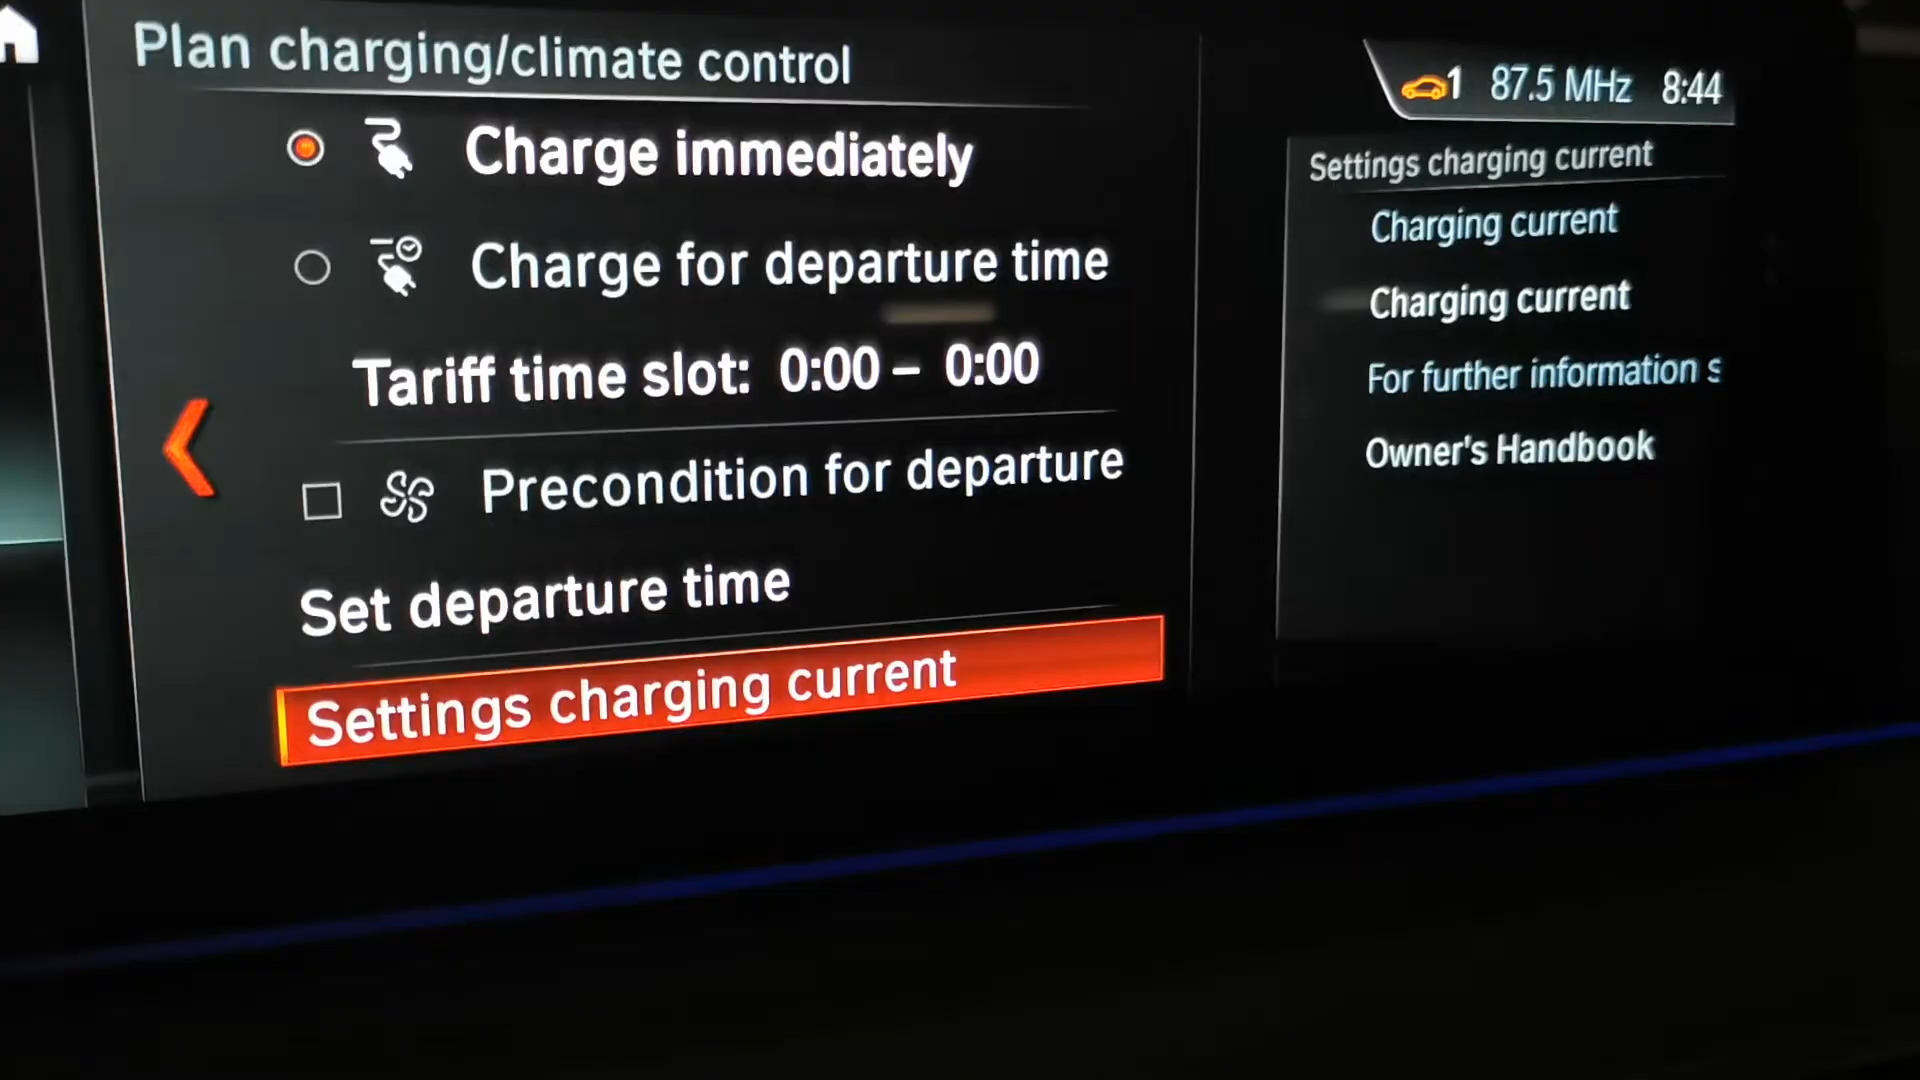 Plan charging/climate control
Charge immediately
Charge for departure time
Tariff time slot: 0:00 – 0:00
Precondition for departure
Set departure time
Settings charging current
1 87.5 MHz 8:44
Settings charging current
Charging current
Charging current
For further information s
Owner's Handbook